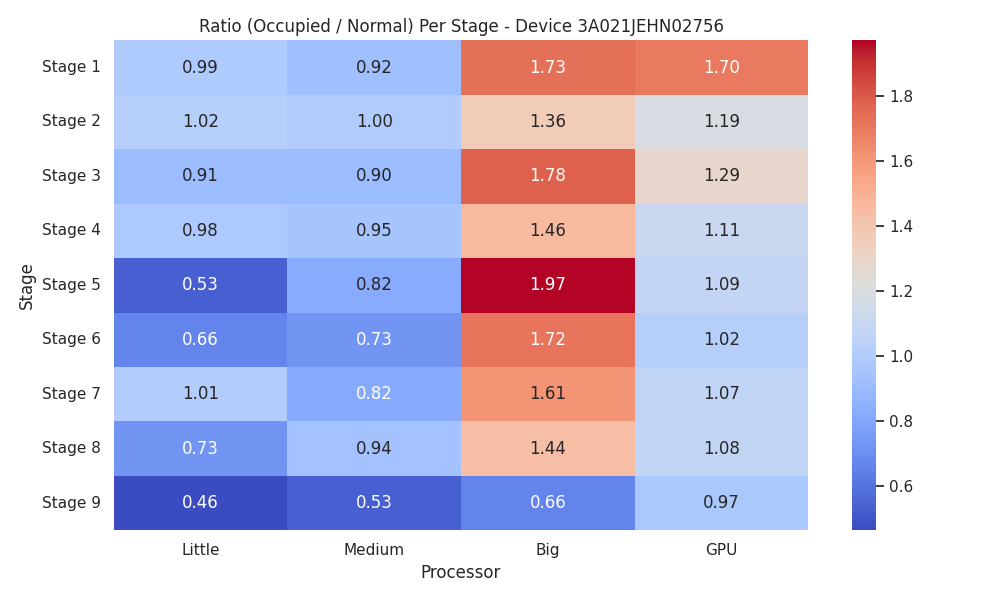 Ratio (Occupied / Normal) Per Stage - Device 3A021JEHN02756
Stage 1 0.99 0.92 1.73 1.70
Stage 2 1.02 1.00 1.36 1.19
Stage 3 0.91 0.90 1.78 1.29
Stage 4 0.98 0.95 1.46 1.11
Stage 5 0.53 0.82 1.97 1.09
Stage 6 0.66 0.73 1.72 1.02
Stage 7 1.01 0.82 1.61 1.07
Stage 8 0.73 0.94 1.44 1.08
Stage 9 0.46 0.53 0.66 0.97
Little Medium Big GPU
Processor
Stage
1.8
1.6
1.4
1.2
1.0
0.8
0.6